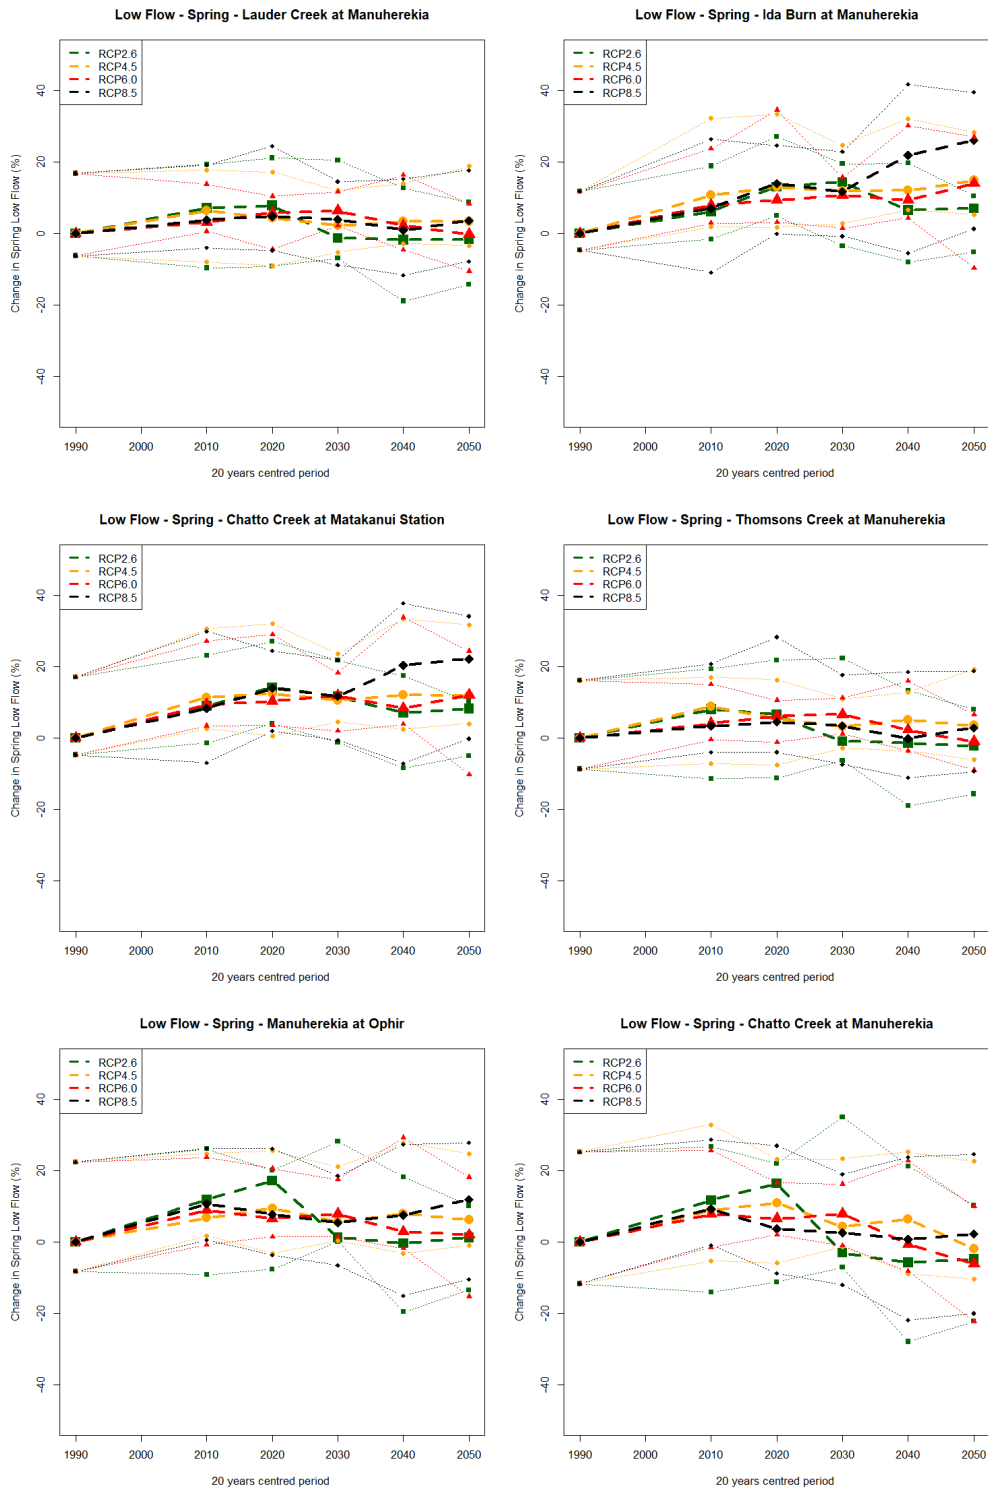 Low Flow - Spring - Lauder Creek at Manuherekia
RCP2.6
RCP4.5
RCP6.0
RCP8.5
Change in Spring Low Flow (%)
40
20
0
-20
-40
1990 2000 2010 2020 2030 2040 2050
20 years centred period
Low Flow - Spring - Ida Burn at Manuherekia
RCP2.6
RCP4.5
RCP6.0
RCP8.5
Change in Spring Low Flow (%)
40
20
0
-20
-40
1990 2000 2010 2020 2030 2040 2050
20 years centred period
Low Flow - Spring - Chatto Creek at Matakanui Station
RCP2.6
RCP4.5
RCP6.0
RCP8.5
Change in Spring Low Flow (%)
40
20
0
-20
-40
1990 2000 2010 2020 2030 2040 2050
20 years centred period
Low Flow - Spring - Thomsons Creek at Manuherekia
RCP2.6
RCP4.5
RCP6.0
RCP8.5
Change in Spring Low Flow (%)
40
20
0
-20
-40
1990 2000 2010 2020 2030 2040 2050
20 years centred period
Low Flow - Spring - Manuherekia at Ophir
RCP2.6
RCP4.5
RCP6.0
RCP8.5
Change in Spring Low Flow (%)
40
20
0
-20
-40
1990 2000 2010 2020 2030 2040 2050
20 years centred period
Low Flow - Spring - Chatto Creek at Manuherekia
RCP2.6
RCP4.5
RCP6.0
RCP8.5
Change in Spring Low Flow (%)
40
20
0
-20
-40
1990 2000 2010 2020 2030 2040 2050
20 years centred period